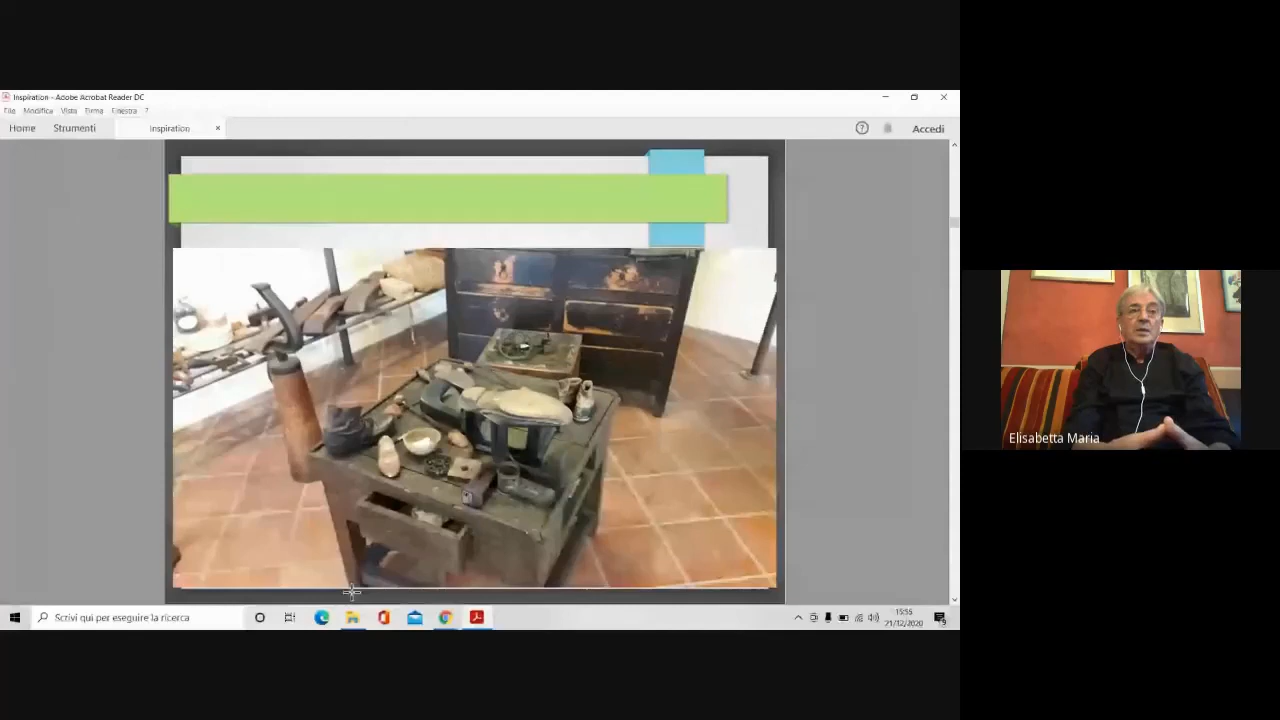 Inspiration - Adobe Acrobat Reader DC
File Modifica Vista Firma Finestra ?
Home Strumenti Inspiration × ? Accedi
Elisabetta Maria
Scrivi qui per eseguire la ricerca
15:55
21/12/2020